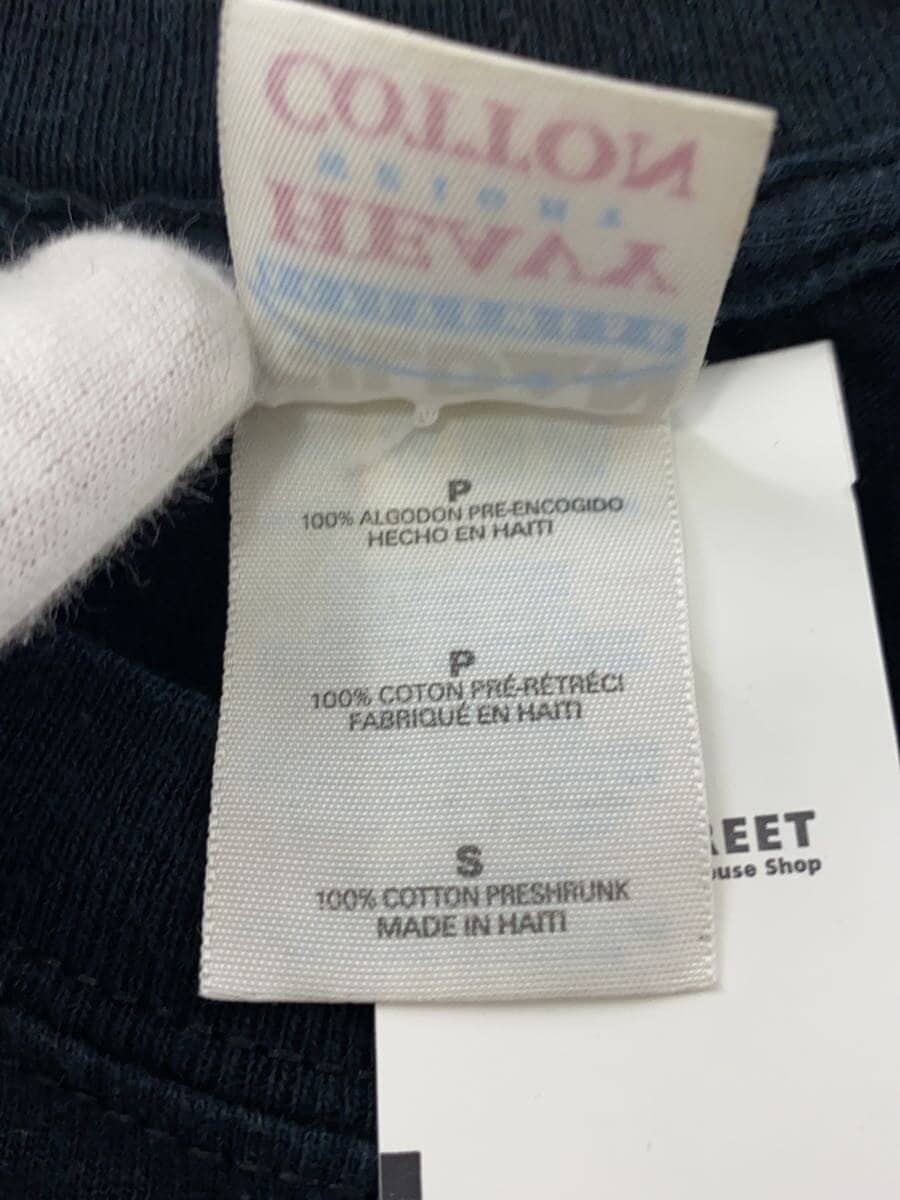 COTTON
HEAVY
P
100% ALGODON PRE-ENCOGIDO
HECHO EN HAITI
P
100% COTON PRÉ-RÉTRÉCI
FABRIQUÉ EN HAITI
S
100% COTTON PRESHRUNK
MADE IN HAITI
REET
use Shop